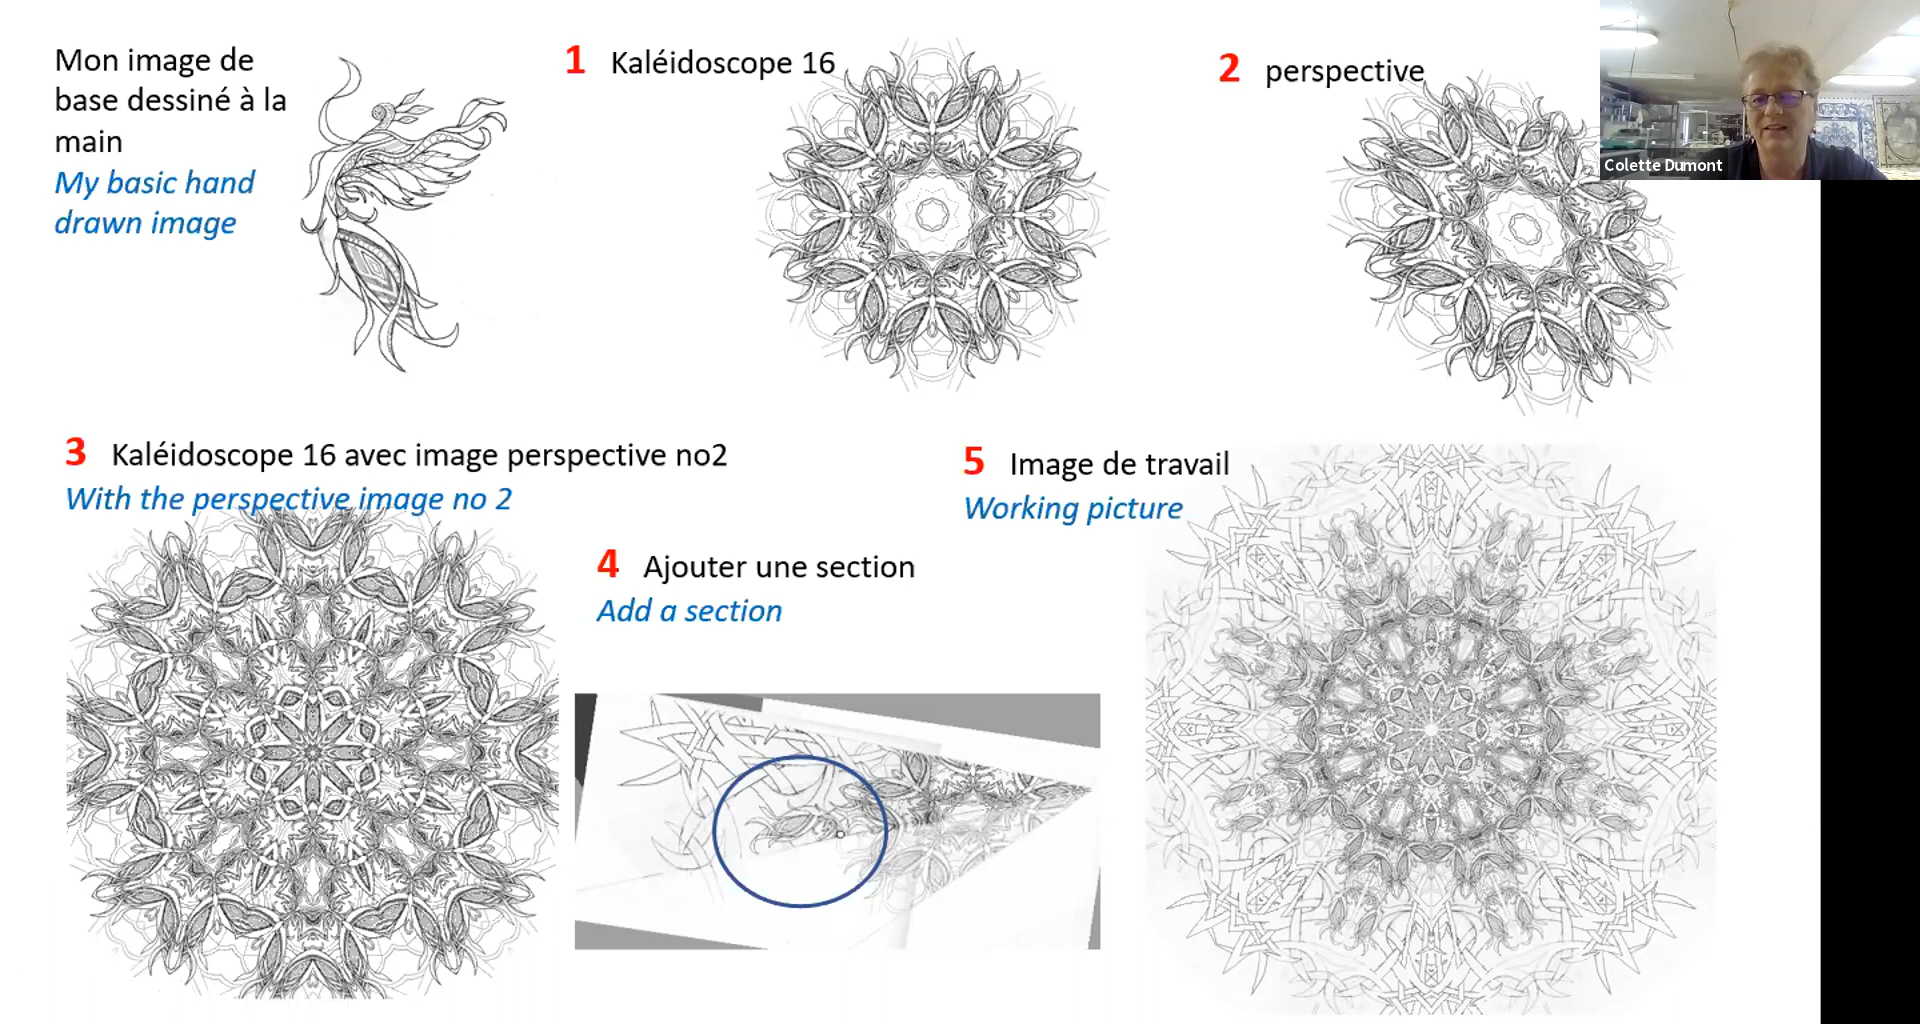 Mon image de
base dessiné à la
main
My basic hand
drawn image
1 Kaléidoscope 16
2 perspective
Colette Dumont
3 Kaléidoscope 16 avec image perspective no2
With the perspective image no 2
4 Ajouter une section
Add a section
5 Image de travail
Working picture